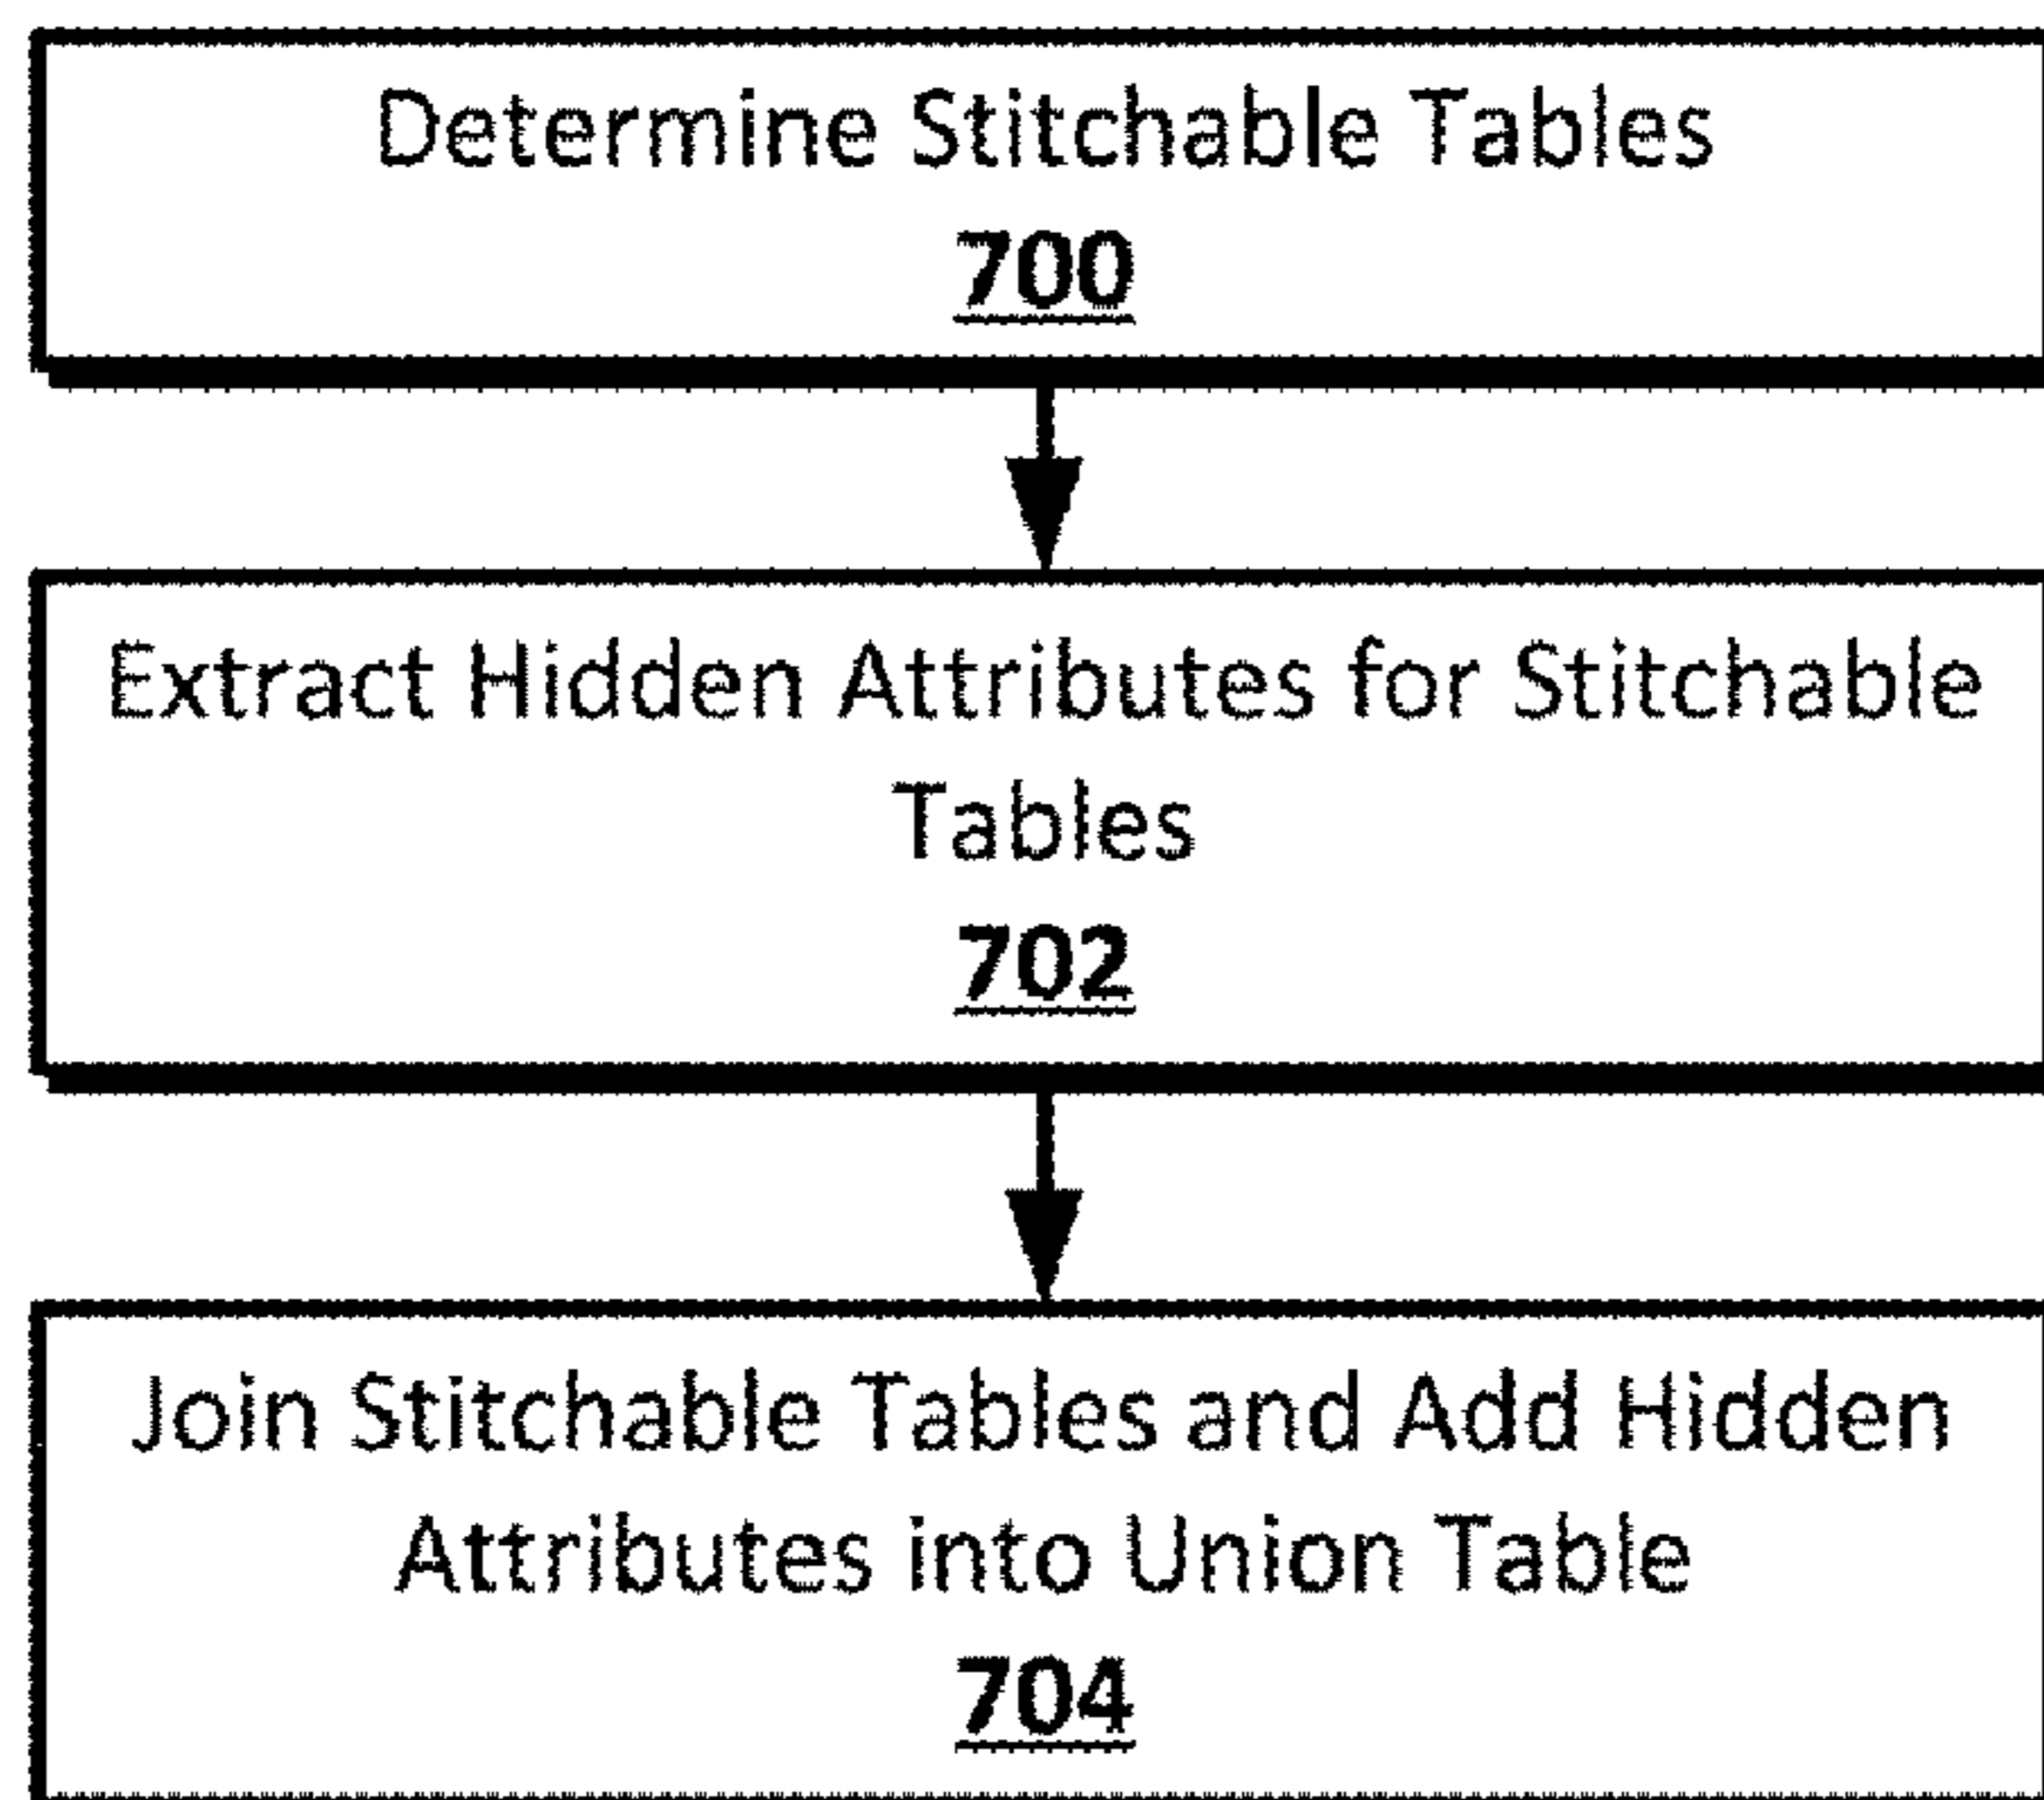 Determine Stitchable Tables
700
Extract Hidden Attributes for Stitchable
Tables
702
Join Stitchable Tables and Add Hidden
Attributes into Union Table
704